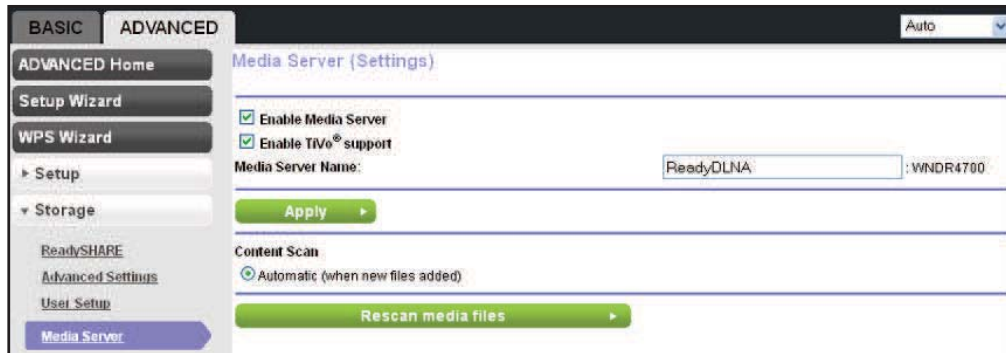 BASIC
ADVANCED
Auto
ADVANCED Home
Setup Wizard
WPS Wizard
Setup
Storage
ReadySHARE
Advanced Settings
User Setup
Media Server
Media Server (Settings)
Enable Media Server
Enable TiVo® support
Media Server Name:
ReadyDLNA
: WNDR4700
Apply
Content Scan
Automatic (when new files added)
Rescan media files